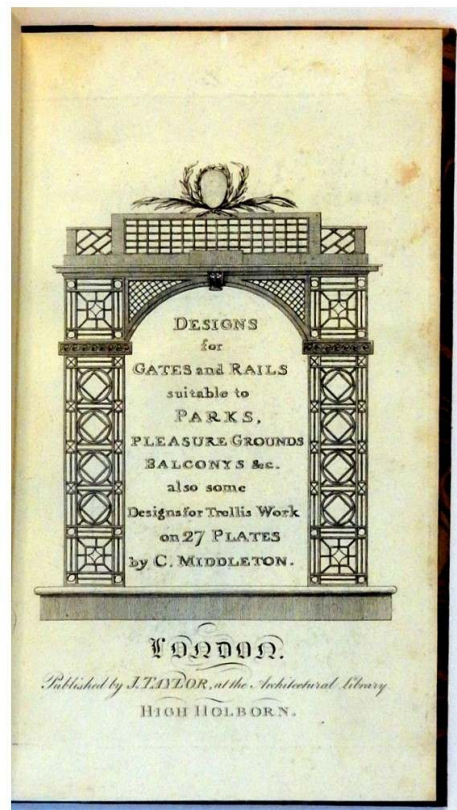 DESIGNS
for
GATES and RAILS
suitable to
PARKS,
PLEASURE GROUNDS
BALCONYS &c.
also some
Designs for Trellis Work
on 27 PLATES
by C. MIDDLETON.
LONDON.
Published by J. TAYLOR, at the Architectural Library
HIGH HOLBORN.